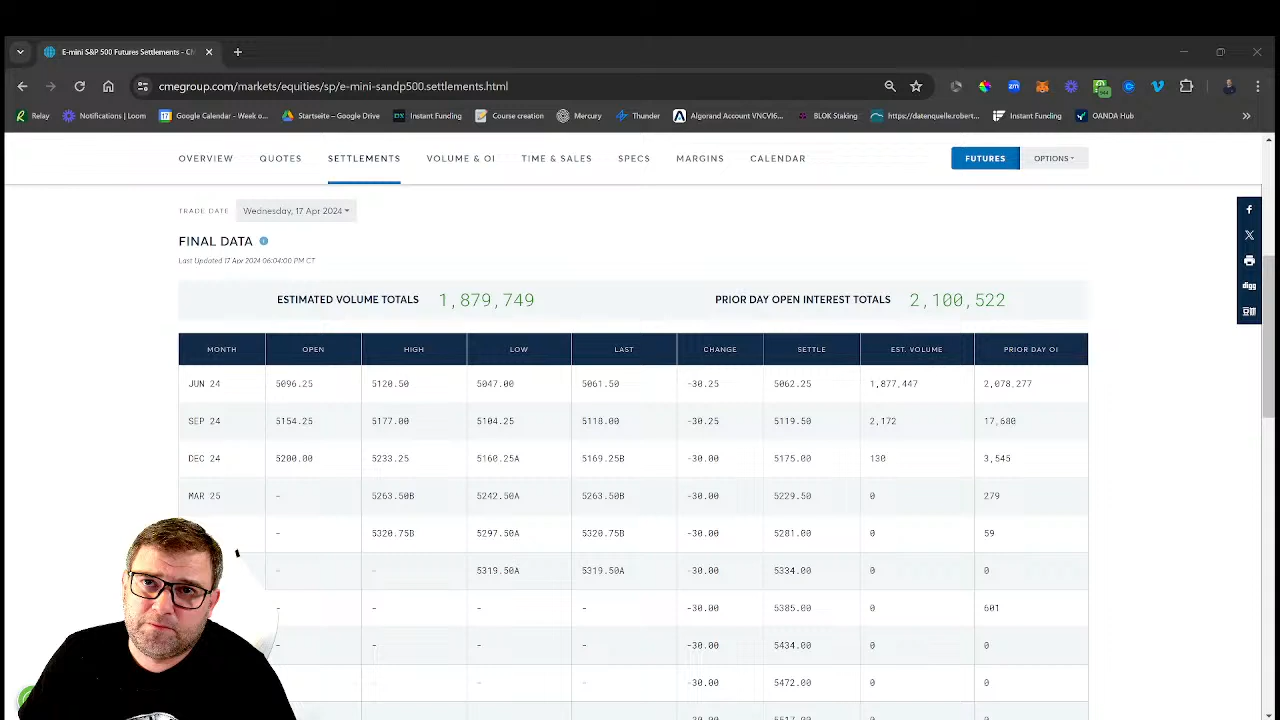 E-mini S&P 500 Futures Settlements - CM
cmegroup.com/markets/equities/sp/e-mini-sandp500.settlements.html
Relay Notifications | Loom Google Calendar - Week o... Startseite – Google Drive Instant Funding Course creation Mercury Thunder Algorand Account VNCVI6... BLOK Staking https://datenquelle.robert... Instant Funding OANDA Hub
OVERVIEW QUOTES SETTLEMENTS VOLUME & OI TIME & SALES SPECS MARGINS CALENDAR FUTURES OPTIONS
TRADE DATE Wednesday, 17 Apr 2024
FINAL DATA
Last Updated 17 Apr 2024 06:04:00 PM CT
ESTIMATED VOLUME TOTALS 1,879,749 PRIOR DAY OPEN INTEREST TOTALS 2,100,522
MONTH OPEN HIGH LOW LAST CHANGE SETTLE EST. VOLUME PRIOR DAY OI
JUN 24 5096.25 5120.50 5047.00 5061.50 -30.25 5062.25 1,877,447 2,078,277
SEP 24 5154.25 5177.00 5104.25 5118.00 -30.25 5119.50 2,172 17,680
DEC 24 5200.00 5233.25 5160.25A 5169.25B -30.00 5175.00 130 3,545
MAR 25 - 5263.50B 5242.50A 5263.50B -30.00 5229.50 0 279
- 5320.75B 5297.50A 5320.75B -30.00 5281.00 0 59
- - 5319.50A 5319.50A -30.00 5334.00 0 0
- - - - -30.00 5385.00 0 601
- - - - -30.00 5434.00 0 0
- - - -30.00 5472.00 0 0
digg